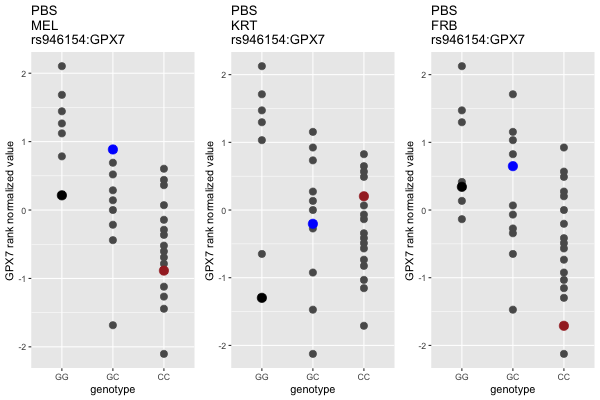 PBS
MEL
rs946154:GPX7
GPX7 rank normalized value
2
1
0
-1
-2
GG
GC
CC
genotype
PBS
KRT
rs946154:GPX7
GPX7 rank normalized value
2
1
0
-1
-2
GG
GC
CC
genotype
PBS
FRB
rs946154:GPX7
GPX7 rank normalized value
2
1
0
-1
-2
GG
GC
CC
genotype